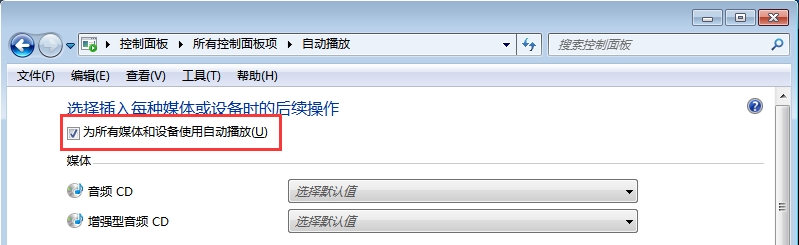 控制面板 所有控制面板项 自动播放 搜索控制面板
文件(F) 编辑(E) 查看(V) 工具(T) 帮助(H)
选择插入每种媒体或设备时的后续操作
为所有媒体和设备使用自动播放(U)
媒体
音频 CD 选择默认值
增强型音频 CD 选择默认值